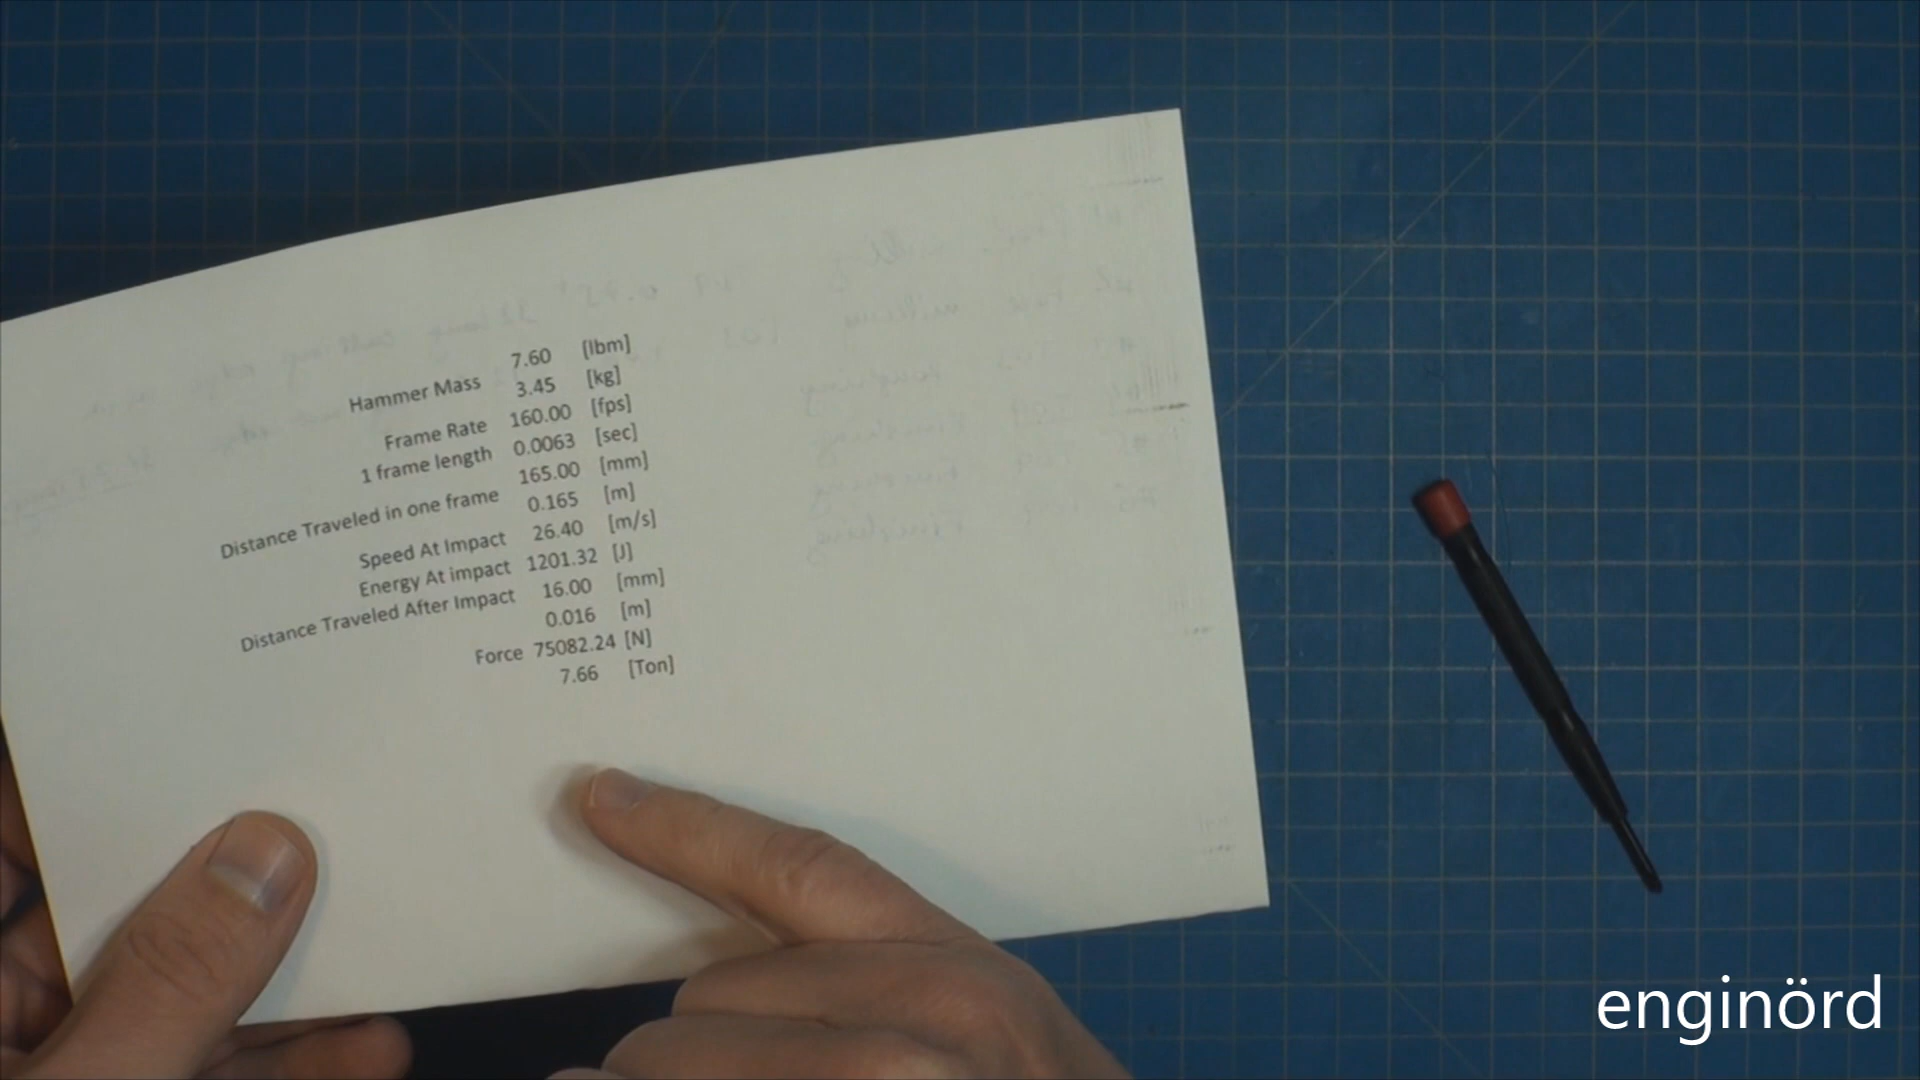 7.60 [lbm]
Hammer Mass 3.45 [kg]
Frame Rate 160.00 [fps]
1 frame length 0.0063 [sec]
165.00 [mm]
Distance Traveled in one frame 0.165 [m]
Speed At Impact 26.40 [m/s]
Energy At impact 1201.32 [J]
Distance Traveled After Impact 16.00 [mm]
0.016 [m]
Force 75082.24 [N]
7.66 [Ton]
enginörd